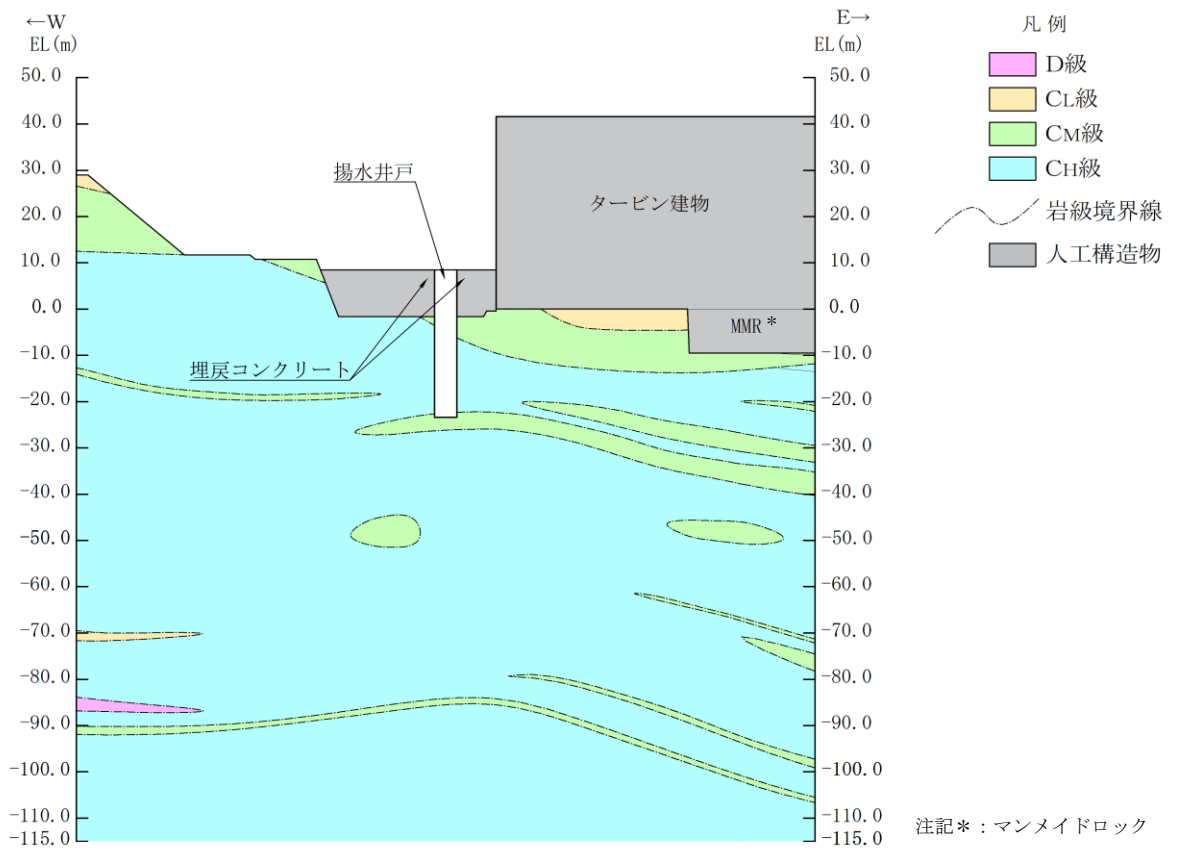 ←W
EL(m)
50.0
40.0
30.0
20.0
10.0
0.0
-10.0
-20.0
-30.0
-40.0
-50.0
-60.0
-70.0
-80.0
-90.0
-100.0
-110.0
-115.0
揚水井戸
タービン建物
MMR*
埋戻コンクリート
E→
EL(m)
50.0
40.0
30.0
20.0
10.0
0.0
-10.0
-20.0
-30.0
-40.0
-50.0
-60.0
-70.0
-80.0
-90.0
-100.0
-110.0
-115.0
凡例
D級
CL級
CM級
CH級
岩級境界線
人工構造物
注記*:マンメイドロック